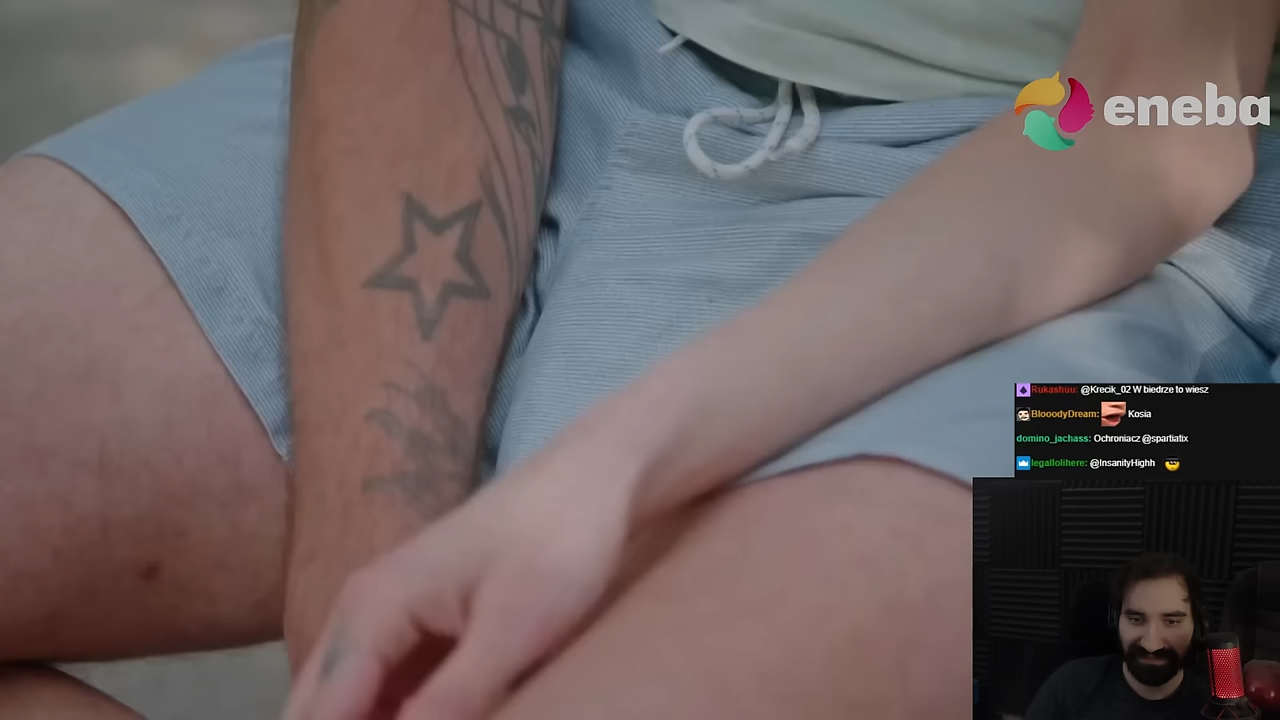 eneba
Rukashuu: @Krecik_02 W biedrze to wiesz
BlooodyDream: Kosia
domino_jachass: Ochroniacz @spartiatix
legallolihere: @InsanityHighh